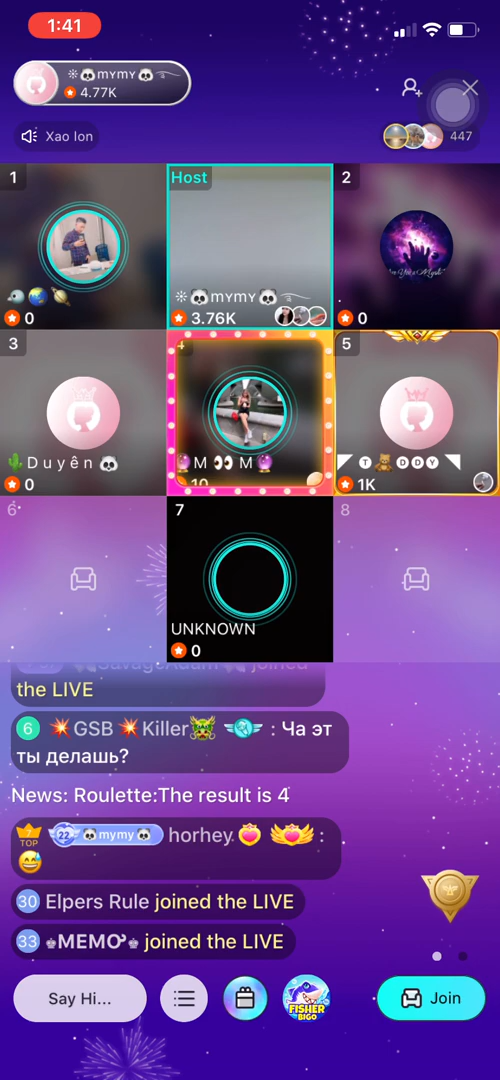 1:41
☼🐼mʏmʏ🐼
4.77K
Xao lon
447
1
0
Host
☼🐼mʏmʏ🐼
3.76K
2
0
3
🌵D u y ê n 🐼
0
4
🔮M 👀 M🔮
10
5
◤ 🅣 🧸 🅓🅓🅨 ◥
1K
6
7
UNKNOWN
0
8
joined
the LIVE
6 💥GSB 💥Killer🐲 : Ча эт
ты делашь?
News: Roulette:The result is 4
TOP 22 🐼mymy🐼 horhey. :
😅
30 Elpers Rule joined the LIVE
33 ♚MEMO♚ joined the LIVE
Say Hi...
FISHER
BIGO
Join